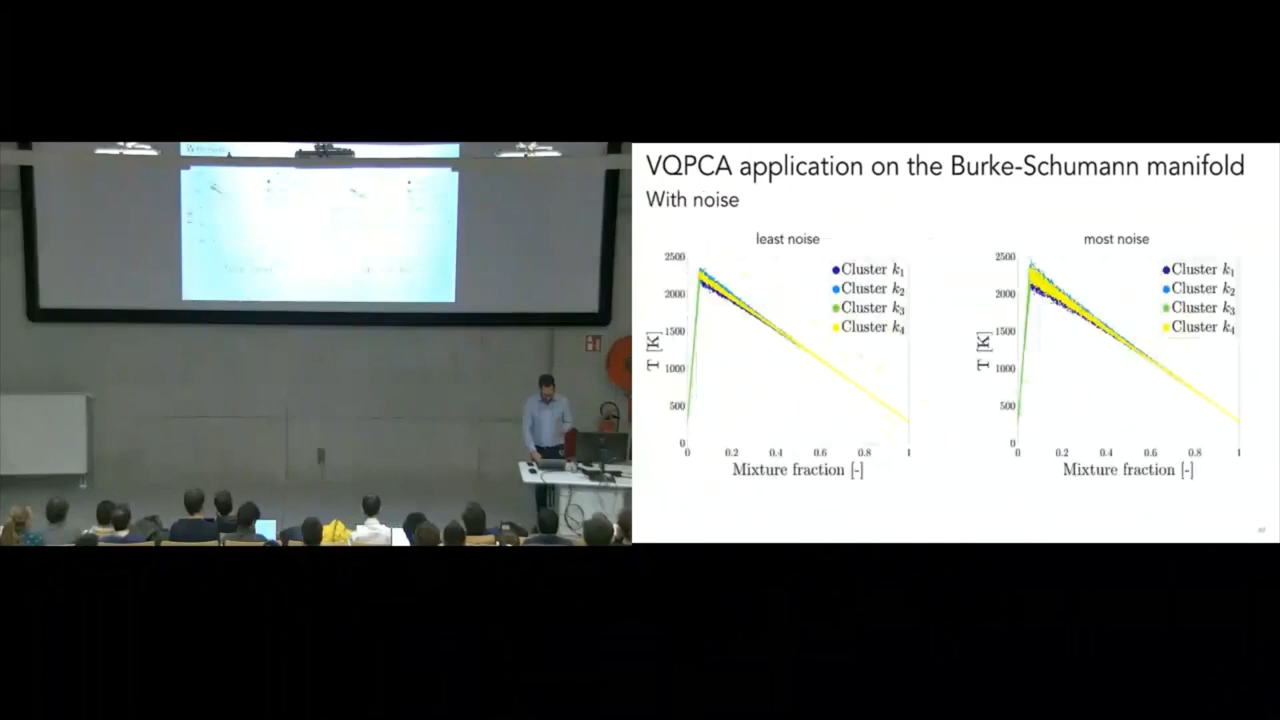 VQPCA application on the Burke-Schumann manifold
With noise
least noise
2500
2000
1500
1000
500
0
T [K]
Cluster k₁
Cluster k₂
Cluster k₃
Cluster k₄
0
0.2
0.4
0.6
0.8
1
Mixture fraction [-]
most noise
2500
2000
1500
1000
500
0
T [K]
Cluster k₁
Cluster k₂
Cluster k₃
Cluster k₄
0
0.2
0.4
0.6
0.8
1
Mixture fraction [-]